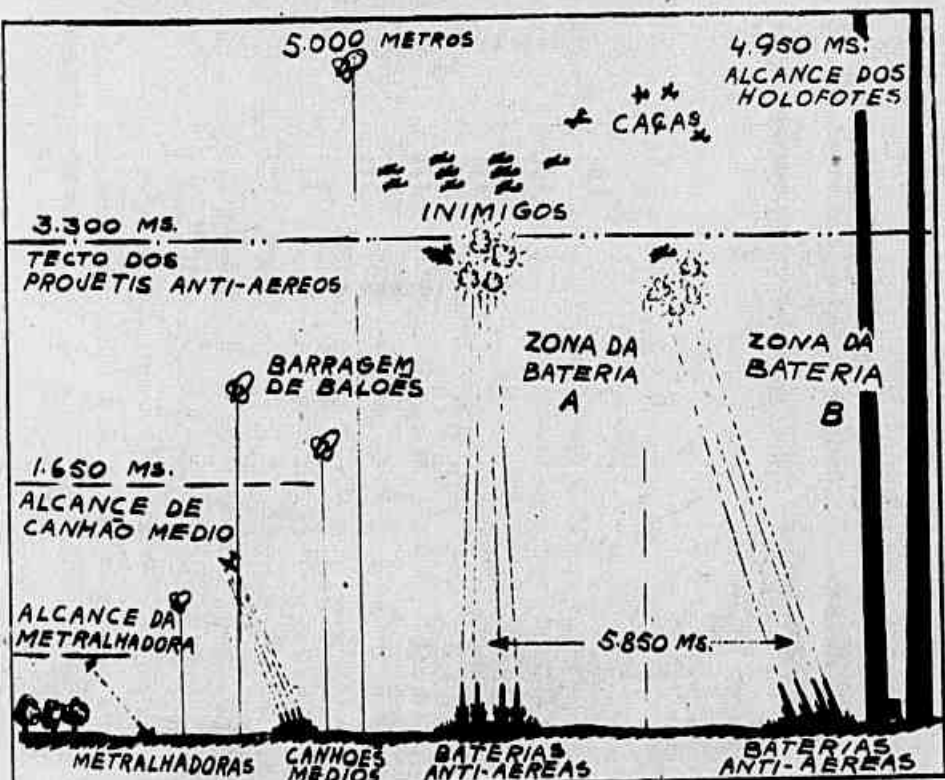 5.000 METROS
4.950 MS.
ALCANCE DOS
HOLOFOTES
CAÇAS
INIMIGOS
3.300 MS.
TECTO DOS
PROJETIS ANTI-AEREOS
ZONA DA
BATERIA
A
ZONA DA
BATERIA
B
BARRAGEM
DE BALOES
1.650 MS.
ALCANCE DE
CANHÃO MEDIO
ALCANCE DA
METRALHADORA
5.850 MS.
METRALHADORAS
CANHOES
MEDIOS
BATERIAS
ANTI-AEREAS
BATERIAS
ANTI-AEREAS